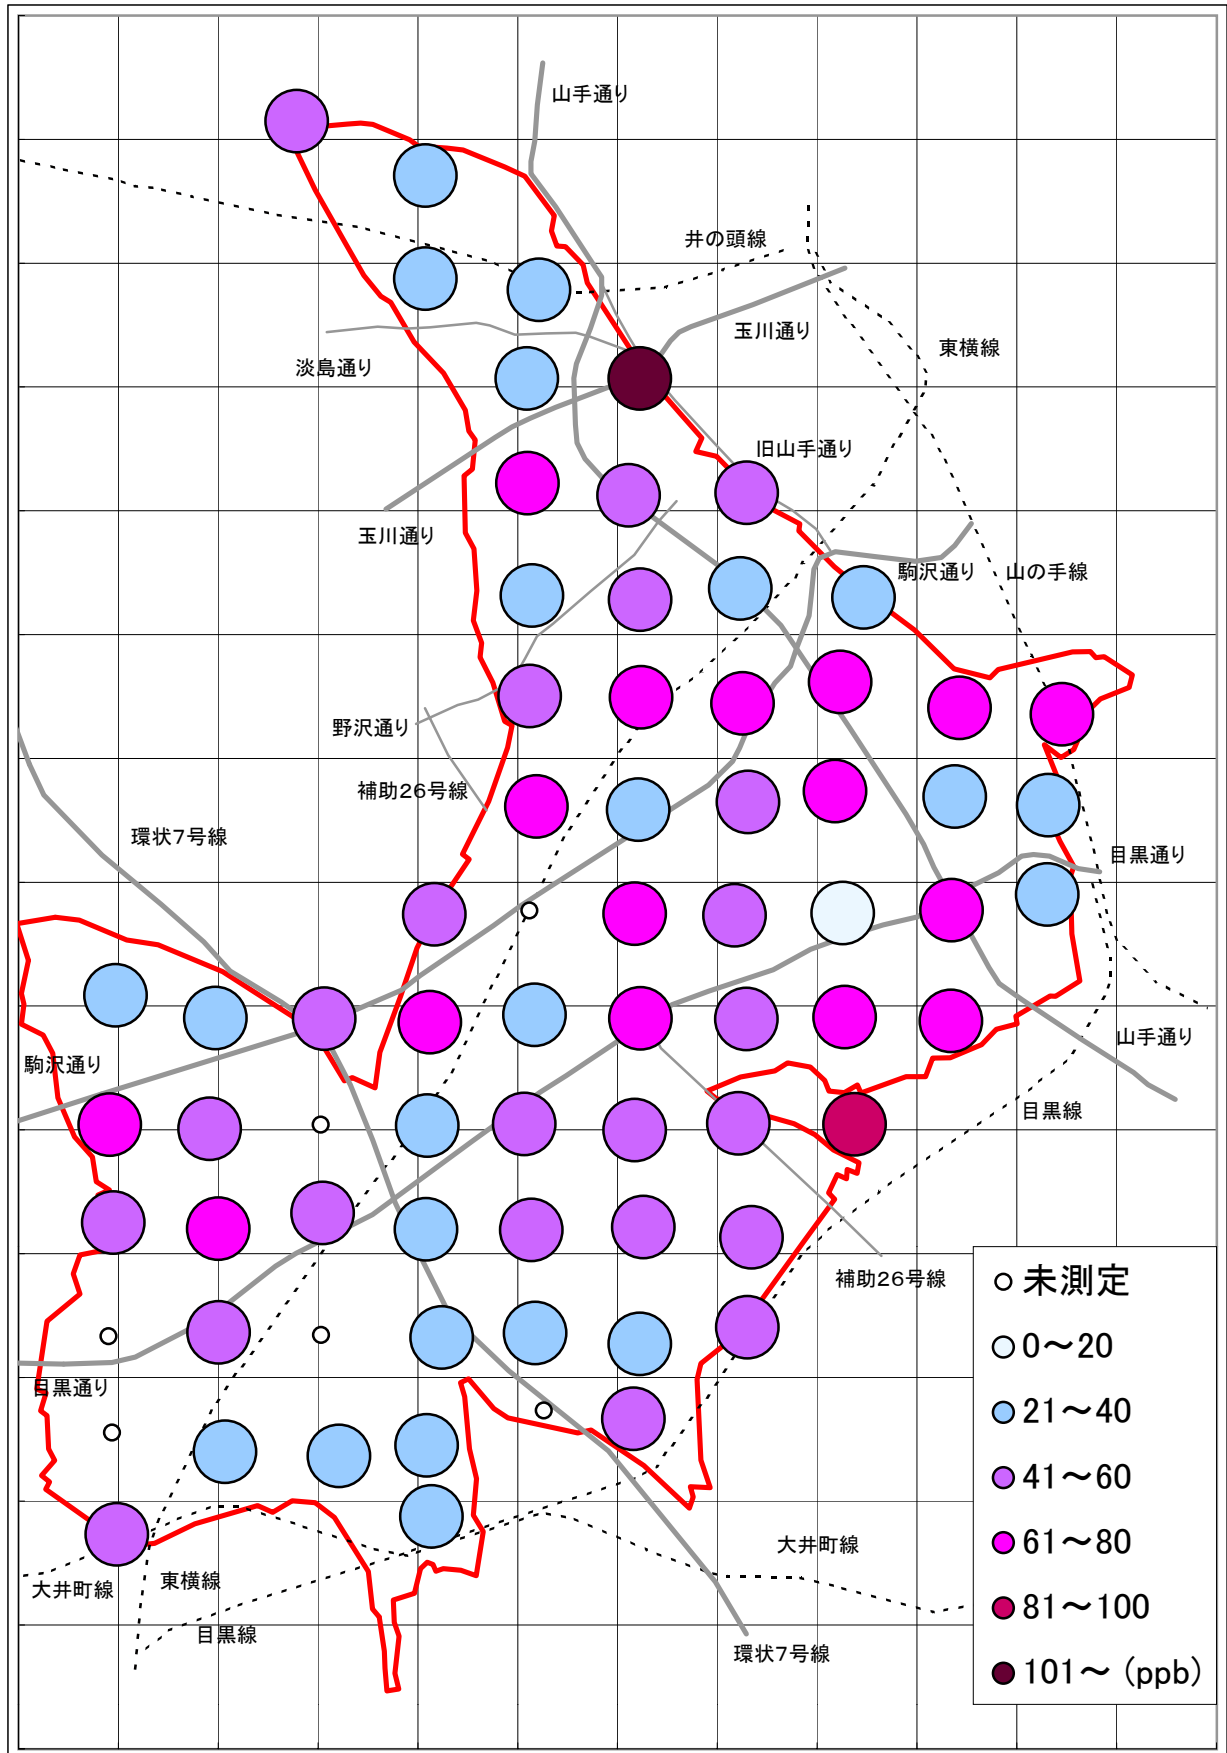 山手通り
井の頭線
玉川通り
東横線
淡島通り
旧山手通り
玉川通り
駒沢通り
山の手線
野沢通り
補助26号線
環状7号線
目黒通り
駒沢通り
山手通り
目黒線
補助26号線
目黒通り
大井町線
東横線
目黒線
大井町線
環状7号線
未測定
0～20
21～40
41～60
61～80
81～100
101～ (ppb)